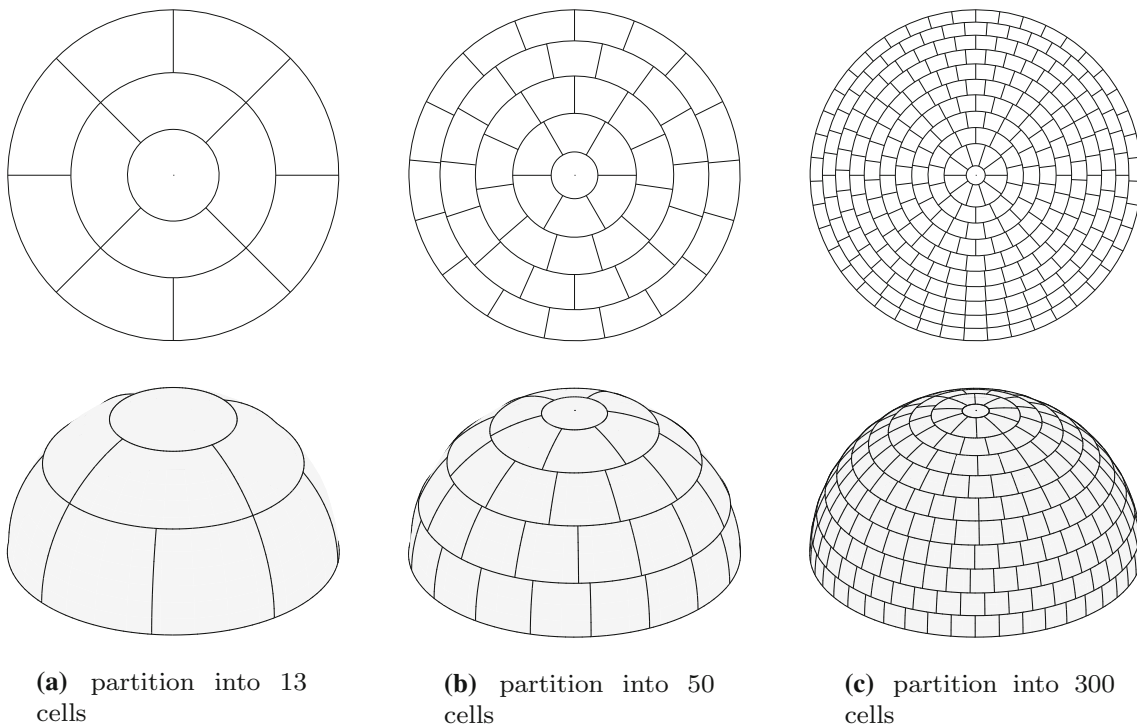 (a) partition into 13
cells
(b) partition into 50
cells
(c) partition into 300
cells